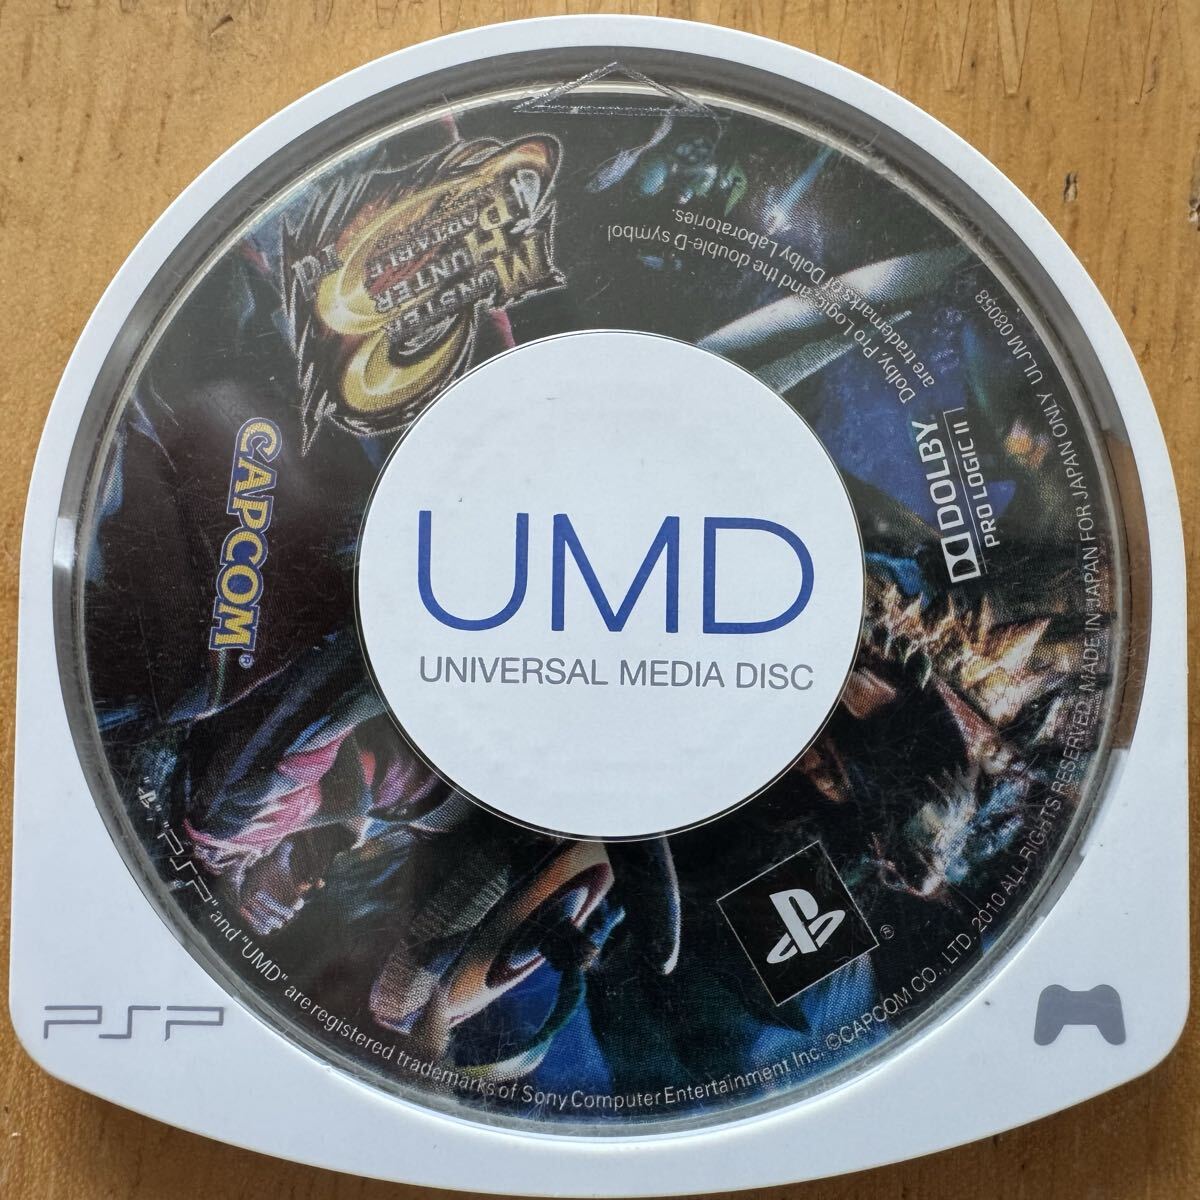 MONSTER
HUNTER
PORTABLE
3rd
CAPCOM®
UMD
UNIVERSAL MEDIA DISC
Dolby, Pro Logic, and the double-D symbol
are trademarks of Dolby Laboratories.
DOLBY
PRO LOGIC II
"PSP" and "UMD" are registered trademarks of Sony Computer Entertainment Inc. ©CAPCOM CO., LTD. 2010 ALL RIGHTS RESERVED. MADE IN JAPAN FOR JAPAN ONLY ULJM 08058
®
PSP